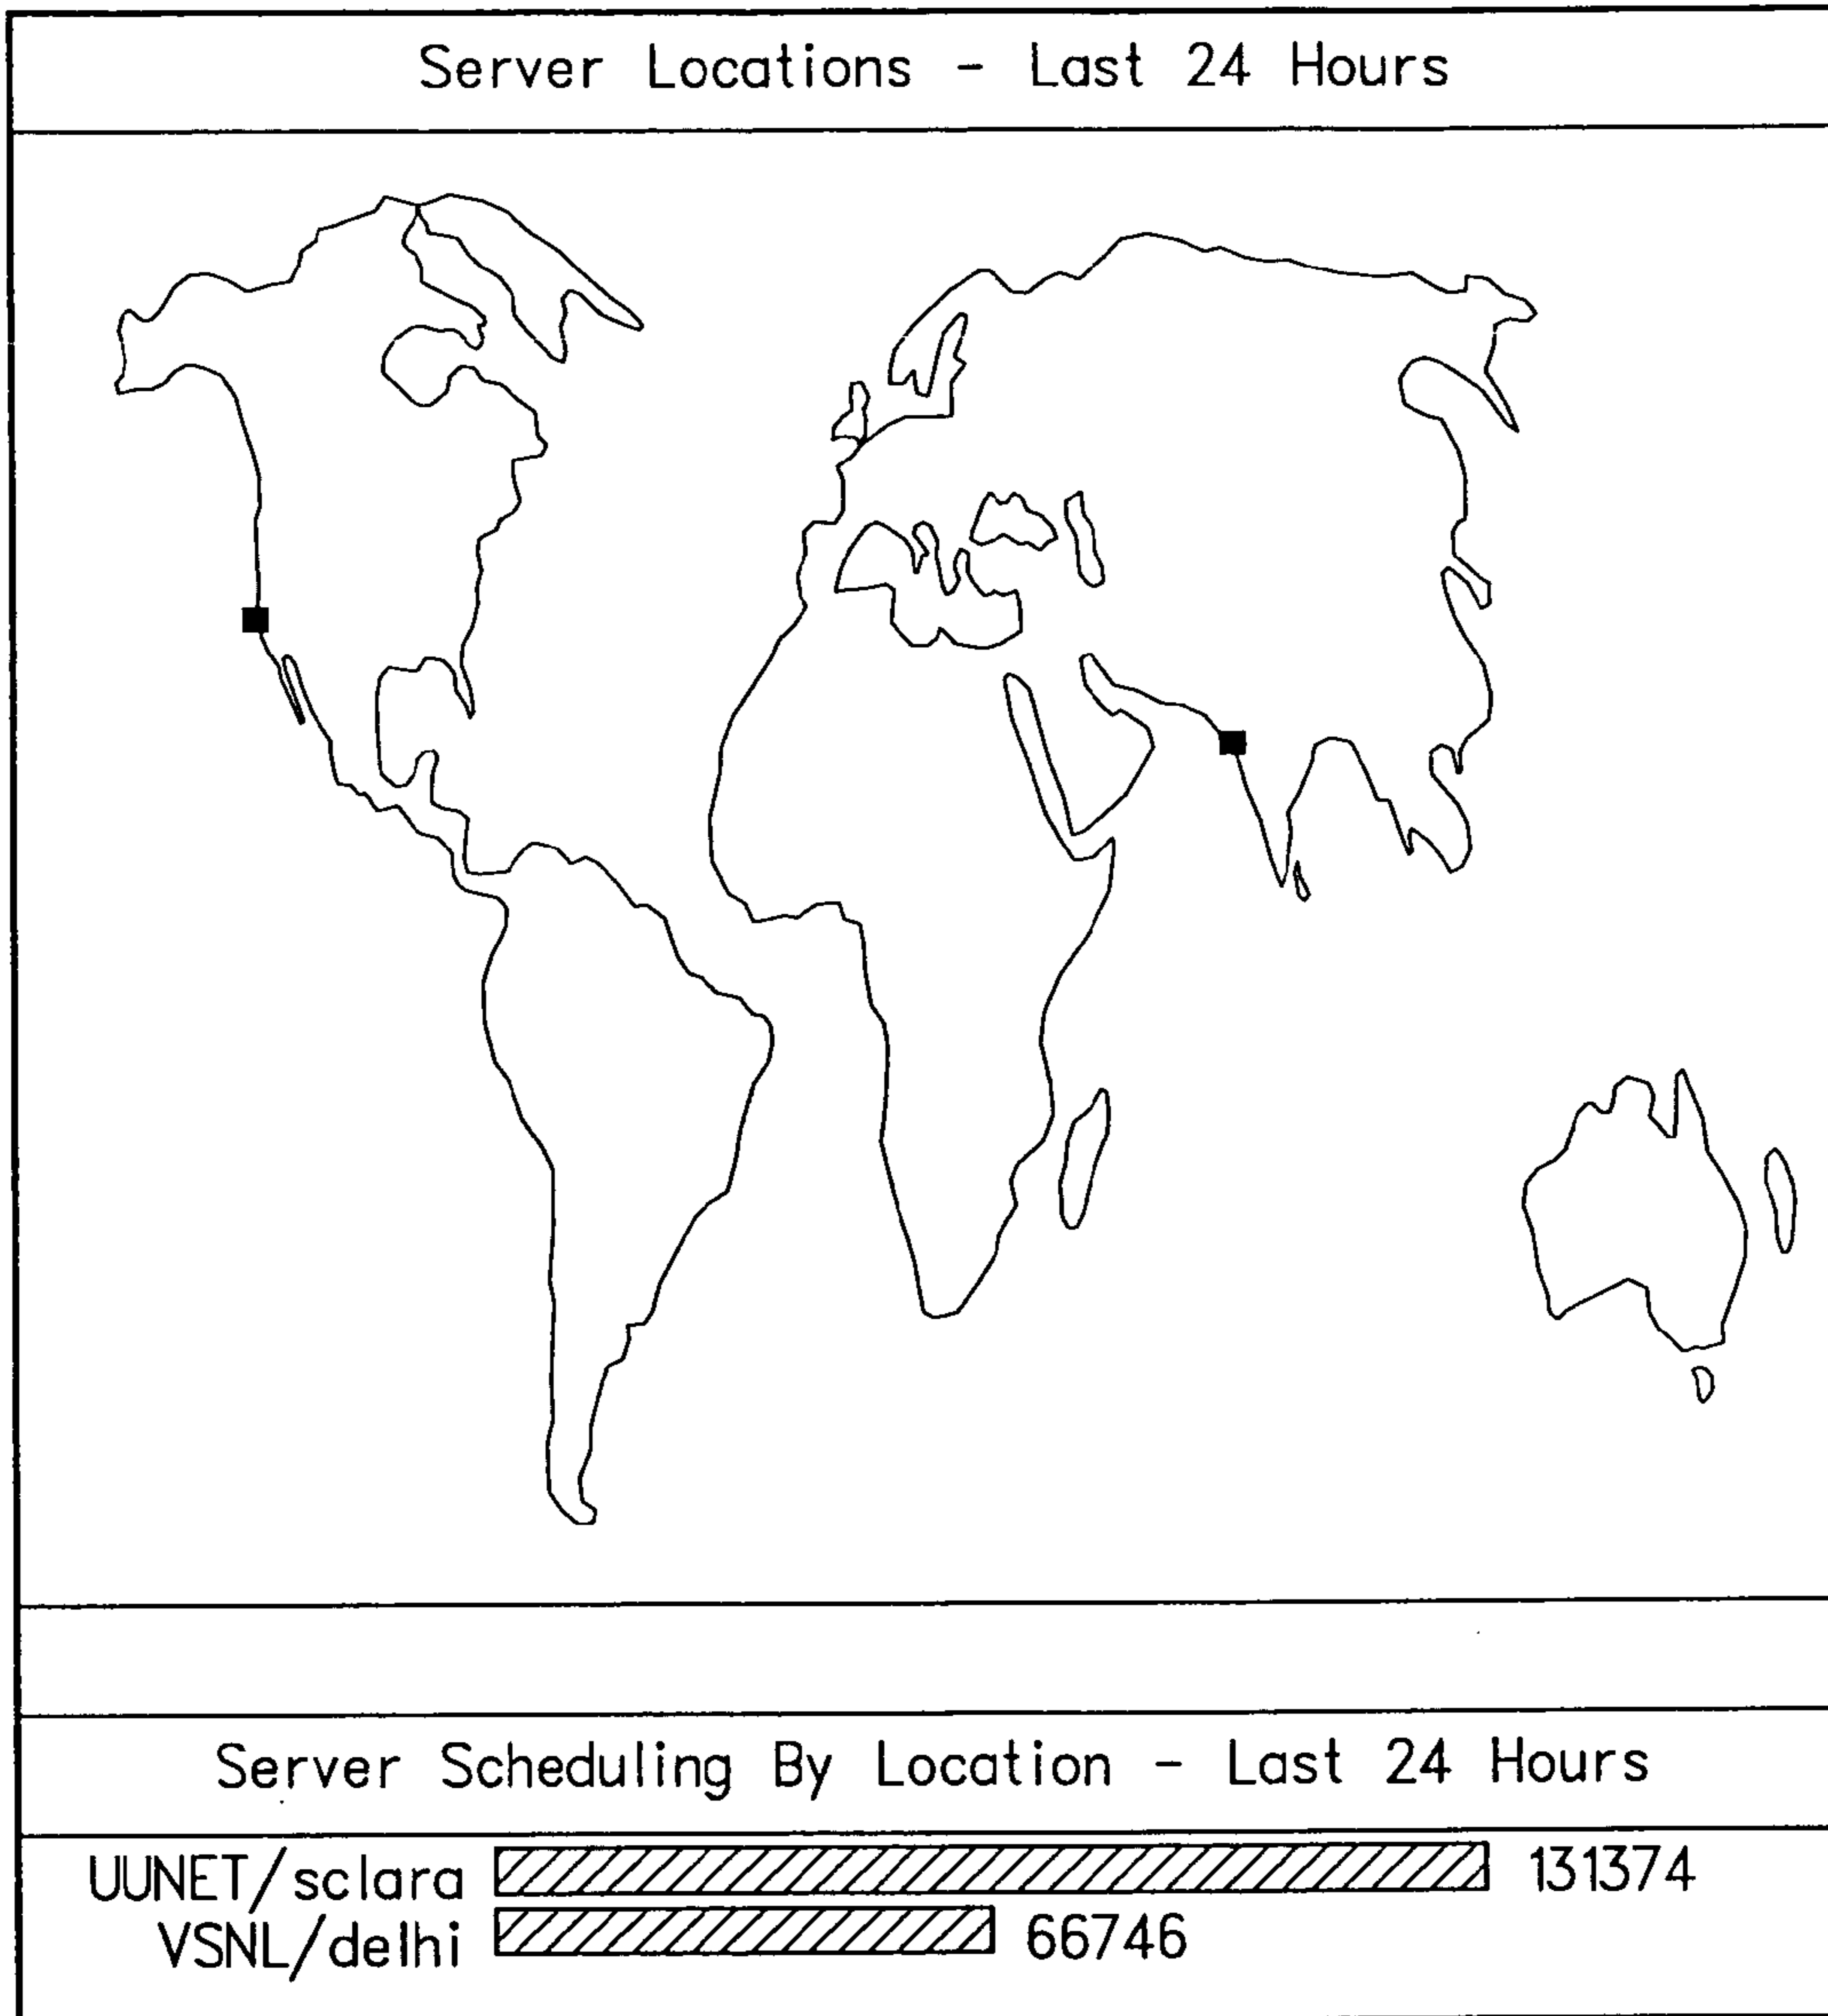 Server Locations - Last 24 Hours
Server Scheduling By Location - Last 24 Hours
UUNET/sclara 131374
VSNL/delhi 66746